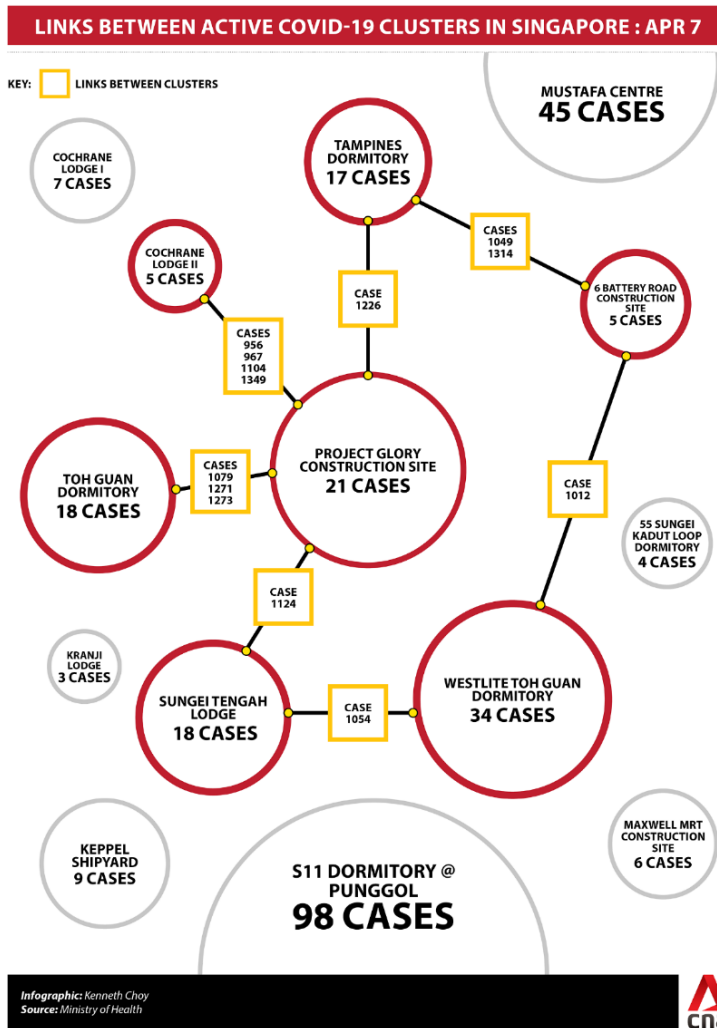 LINKS BETWEEN ACTIVE COVID-19 CLUSTERS IN SINGAPORE : APR 7
KEY:
LINKS BETWEEN CLUSTERS
MUSTAFA CENTRE
45 CASES
COCHRANE
LODGE I
7 CASES
TAMPINES
DORMITORY
17 CASES
CASES
1049
1314
COCHRANE
LODGE II
5 CASES
CASE
1226
6 BATTERY ROAD
CONSTRUCTION
SITE
5 CASES
CASES
956
967
1104
1349
PROJECT GLORY
CONSTRUCTION SITE
21 CASES
TOH GUAN
DORMITORY
18 CASES
CASES
1079
1271
1273
CASE
1012
55 SUNGEI
KADUT LOOP
DORMITORY
4 CASES
CASE
1124
KRANJI
LODGE
3 CASES
SUNGEI TENGAH
LODGE
18 CASES
CASE
1054
WESTLITE TOH GUAN
DORMITORY
34 CASES
KEPPEL
SHIPYARD
9 CASES
S11 DORMITORY @
PUNGGOL
98 CASES
MAXWELL MRT
CONSTRUCTION
SITE
6 CASES
Infographic: Kenneth Choy
Source: Ministry of Health